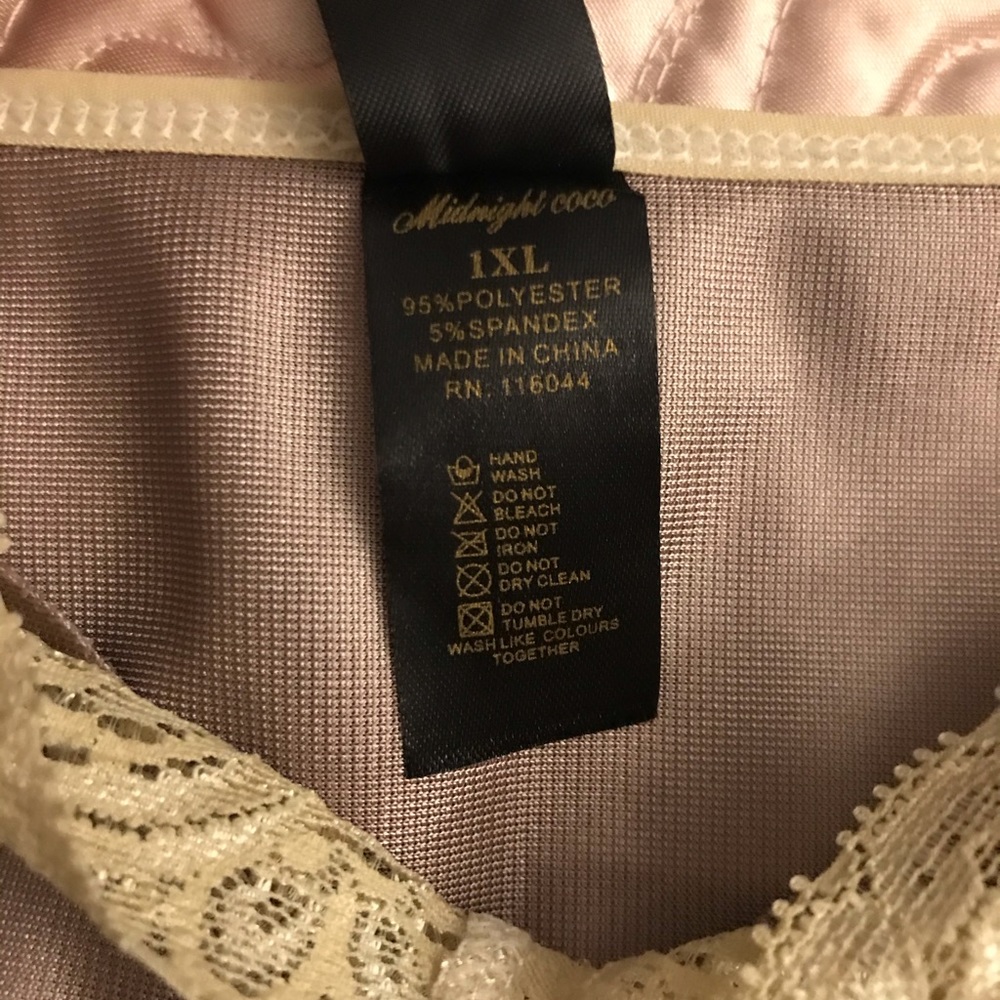 Midnight coco
1XL
95%POLYESTER
5%SPANDEX
MADE IN CHINA
RN. 116044
HAND
WASH
DO NOT
BLEACH
DO NOT
IRON
DO NOT
DRY CLEAN
DO NOT
TUMBLE DRY
WASH LIKE COLOURS
TOGETHER